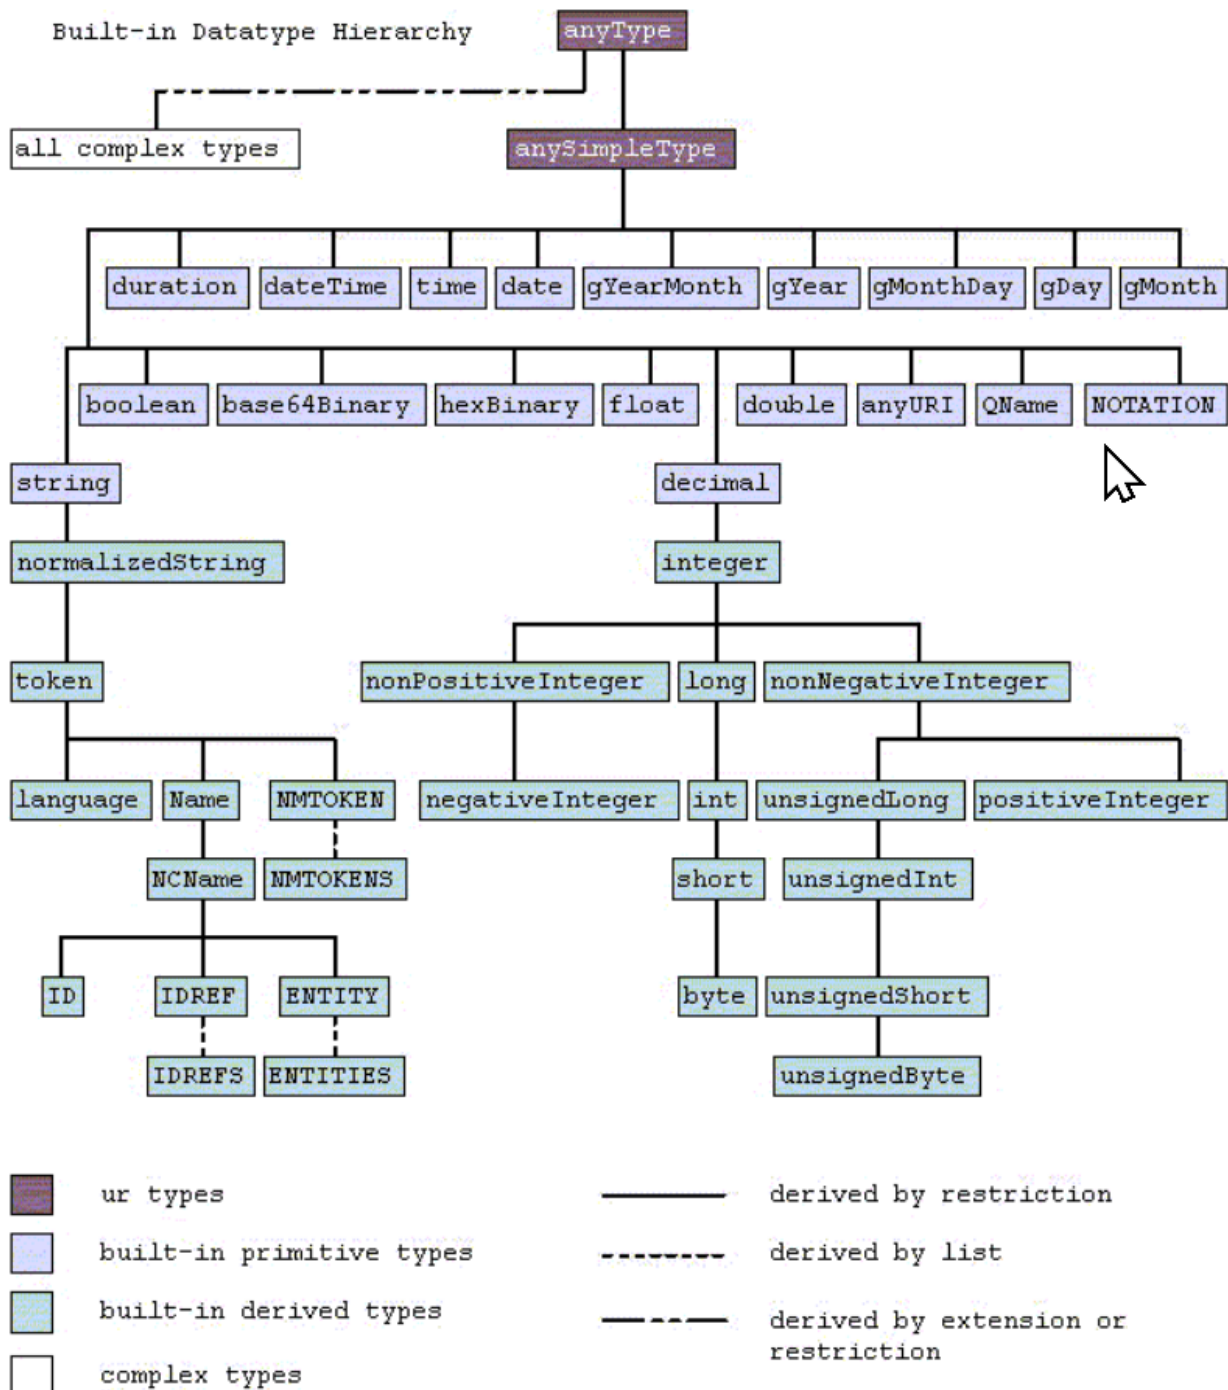 Built-in Datatype Hierarchy
anyType
all complex types
anySimpleType
duration dateTime time date gYearMonth gYear gMonthDay gDay gMonth
boolean base64Binary hexBinary float double anyURI QName NOTATION
string decimal
normalizedString integer
token nonPositiveInteger long nonNegativeInteger
language Name NMTOKEN negativeInteger int unsignedLong positiveInteger
NCName NMTOKENS short unsignedInt
ID IDREF ENTITY byte unsignedShort
IDREFS ENTITIES unsignedByte
ur types derived by restriction
built-in primitive types derived by list
built-in derived types derived by extension or
restriction
complex types